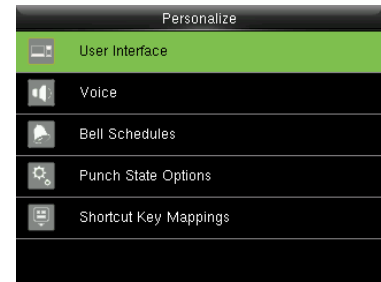 Personalize
User Interface
Voice
Bell Schedules
Punch State Options
Shortcut Key Mappings